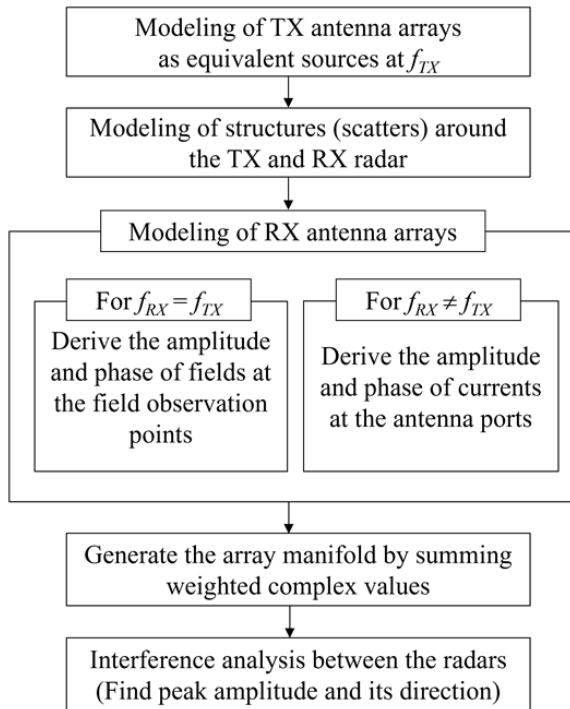 Modeling of TX antenna arrays
as equivalent sources at f_TX
Modeling of structures (scatters) around
the TX and RX radar
Modeling of RX antenna arrays
For f_RX = f_TX
Derive the amplitude
and phase of fields at
the field observation
points
For f_RX ≠ f_TX
Derive the amplitude
and phase of currents
at the antenna ports
Generate the array manifold by summing
weighted complex values
Interference analysis between the radars
(Find peak amplitude and its direction)